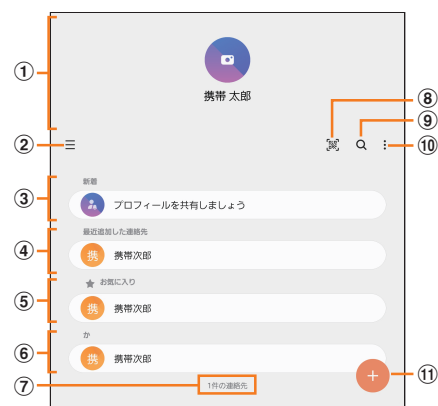 ①
携帯 太郎
⑧
⑨
②
⑩
新着
③
プロフィールを共有しましょう
最近追加した連絡先
④
携
携帯次郎
お気に入り
⑤
携
携帯次郎
か
⑥
携
携帯次郎
⑦
1件の連絡先
⑪